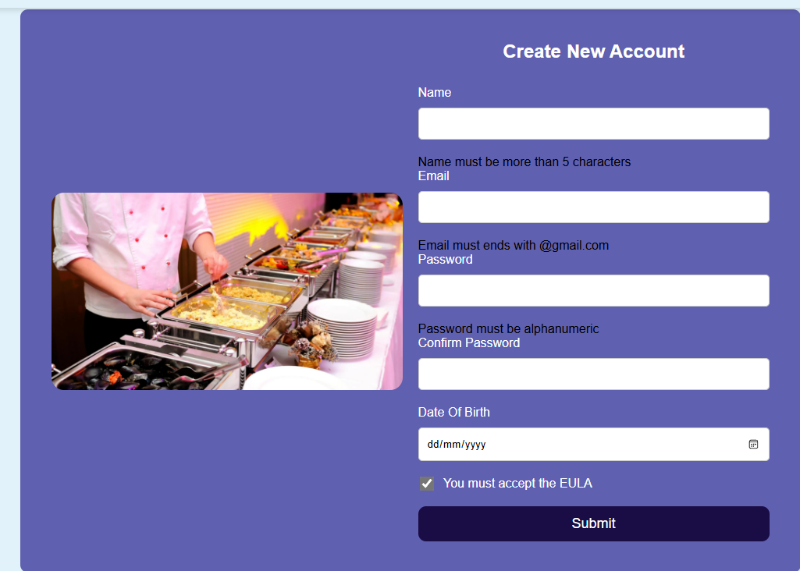 Create New Account
Name
Name must be more than 5 characters
Email
Email must ends with @gmail.com
Password
Password must be alphanumeric
Confirm Password
Date Of Birth
dd/mm/yyyy
You must accept the EULA
Submit